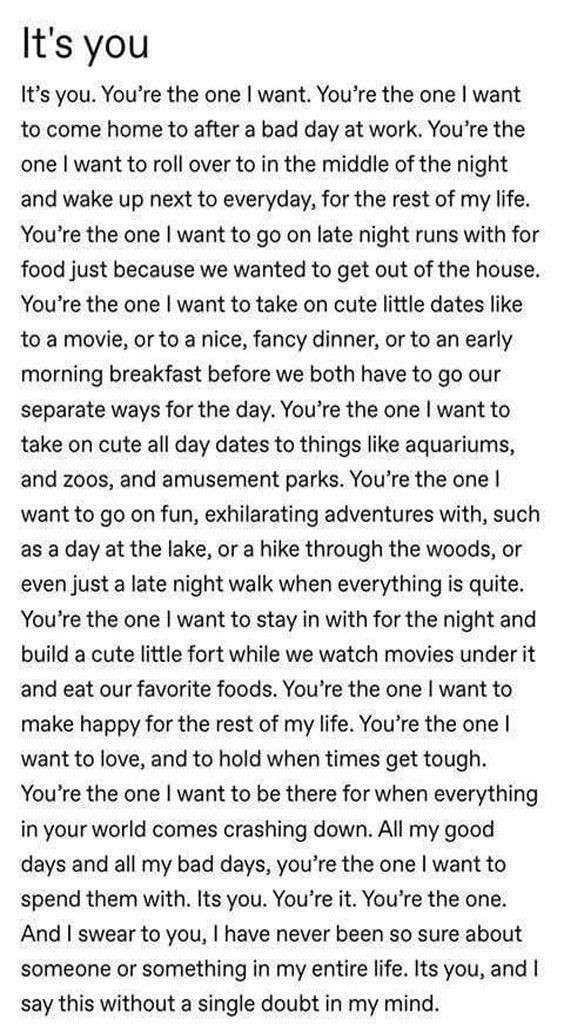 It's you
It's you. You're the one I want. You're the one I want
to come home to after a bad day at work. You're the
one I want to roll over to in the middle of the night
and wake up next to everyday, for the rest of my life.
You're the one I want to go on late night runs with for
food just because we wanted to get out of the house.
You're the one I want to take on cute little dates like
to a movie, or to a nice, fancy dinner, or to an early
morning breakfast before we both have to go our
separate ways for the day. You're the one I want to
take on cute all day dates to things like aquariums,
and zoos, and amusement parks. You're the one I
want to go on fun, exhilarating adventures with, such
as a day at the lake, or a hike through the woods, or
even just a late night walk when everything is quite.
You're the one I want to stay in with for the night and
build a cute little fort while we watch movies under it
and eat our favorite foods. You're the one I want to
make happy for the rest of my life. You're the one I
want to love, and to hold when times get tough.
You're the one I want to be there for when everything
in your world comes crashing down. All my good
days and all my bad days, you're the one I want to
spend them with. Its you. You're it. You're the one.
And I swear to you, I have never been so sure about
someone or something in my entire life. Its you, and I
say this without a single doubt in my mind.